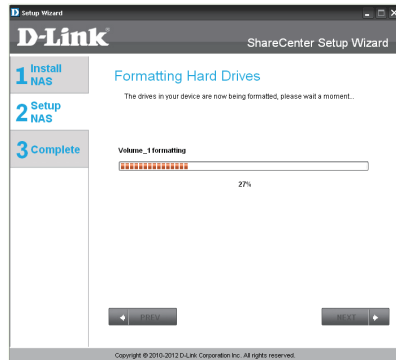 D Setup Wizard
D-Link
ShareCenter Setup Wizard
1 Install NAS
2 Setup NAS
3 Complete
Formatting Hard Drives
The drives in your device are now being formatted, please wait a moment...
Volume_1 formatting
27%
PREV
NEXT
Copyright © 2010-2012 D-Link Corporation Inc. All rights reserved.